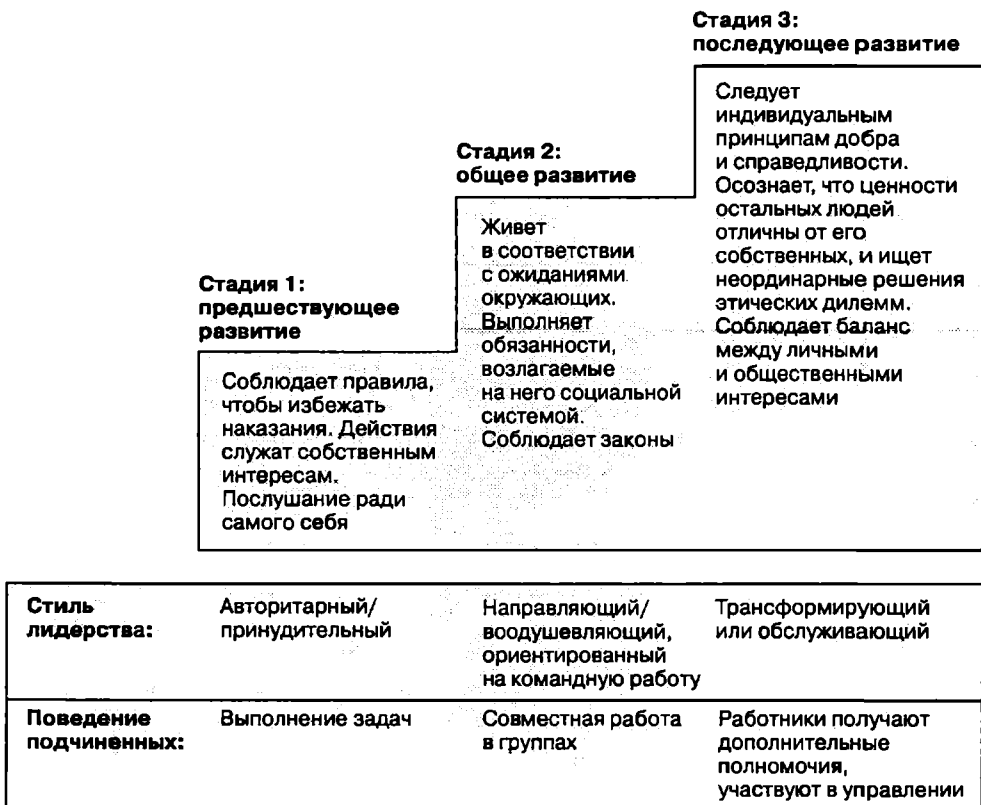 Стадия 3:
последующее развитие
Следует
индивидуальным
принципам добра
и справедливости.
Осознает, что ценности
остальных людей
отличны от его
собственных, и ищет
неординарные решения
этических дилемм.
Соблюдает баланс
между личными
и общественными
интересами
Стадия 2:
общее развитие
Живет
в соответствии
с ожиданиями
окружающих.
Выполняет
обязанности,
возлагаемые
на него социальной
системой.
Соблюдает законы
Стадия 1:
предшествующее
развитие
Соблюдает правила,
чтобы избежать
наказания. Действия
служат собственным
интересам.
Послушание ради
самого себя
Стиль
лидерства:
Авторитарный/
принудительный
Направляющий/
воодушевляющий,
ориентированный
на командную работу
Трансформирующий
или обслуживающий
Поведение
подчиненных:
Выполнение задач
Совместная работа
в группах
Работники получают
дополнительные
полномочия,
участвуют в управлении